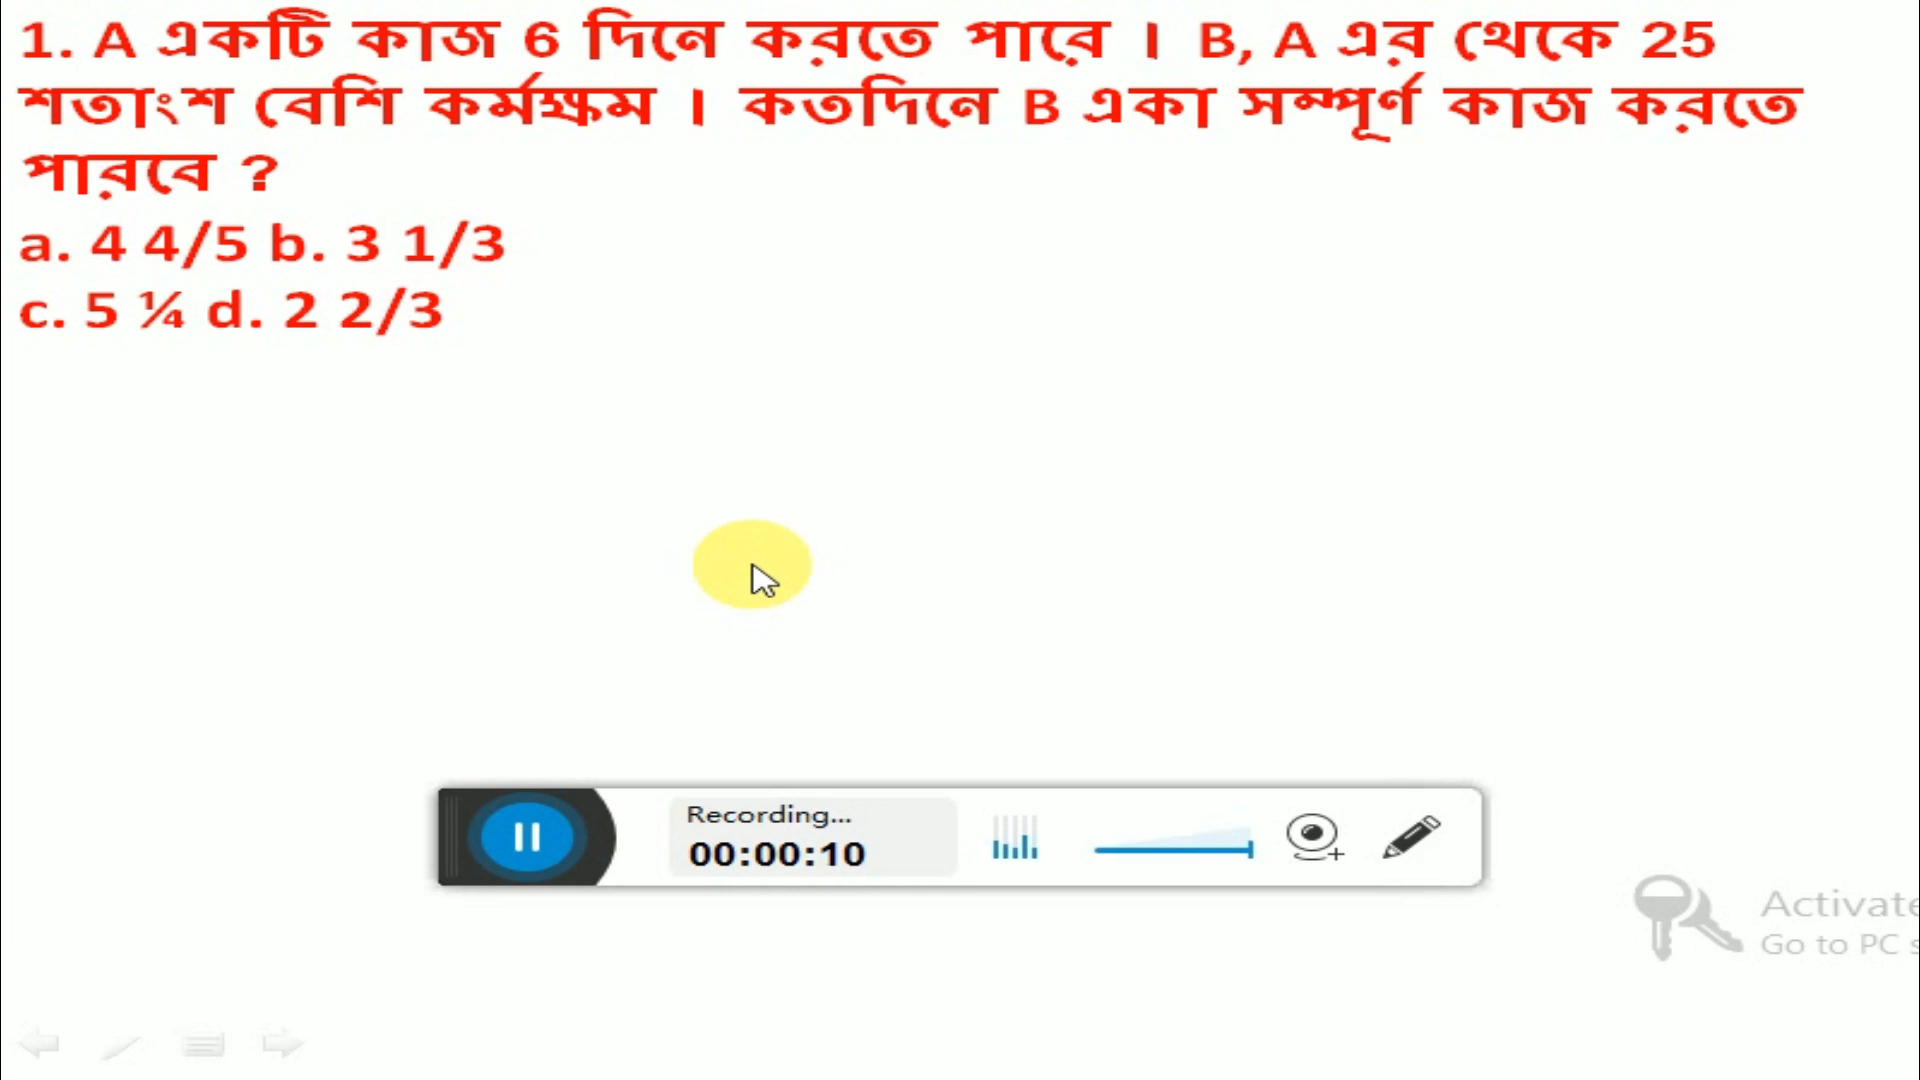 1. A একটি কাজ 6 দিনে করতে পারে । B, A এর থেকে 25
শতাংশ বেশি কর্মক্ষম । কতদিনে B একা সম্পূর্ণ কাজ করতে
পারবে ?
a. 4 4/5 b. 3 1/3
c. 5 ¼ d. 2 2/3
Recording...
00:00:10
Activate
Go to PC s